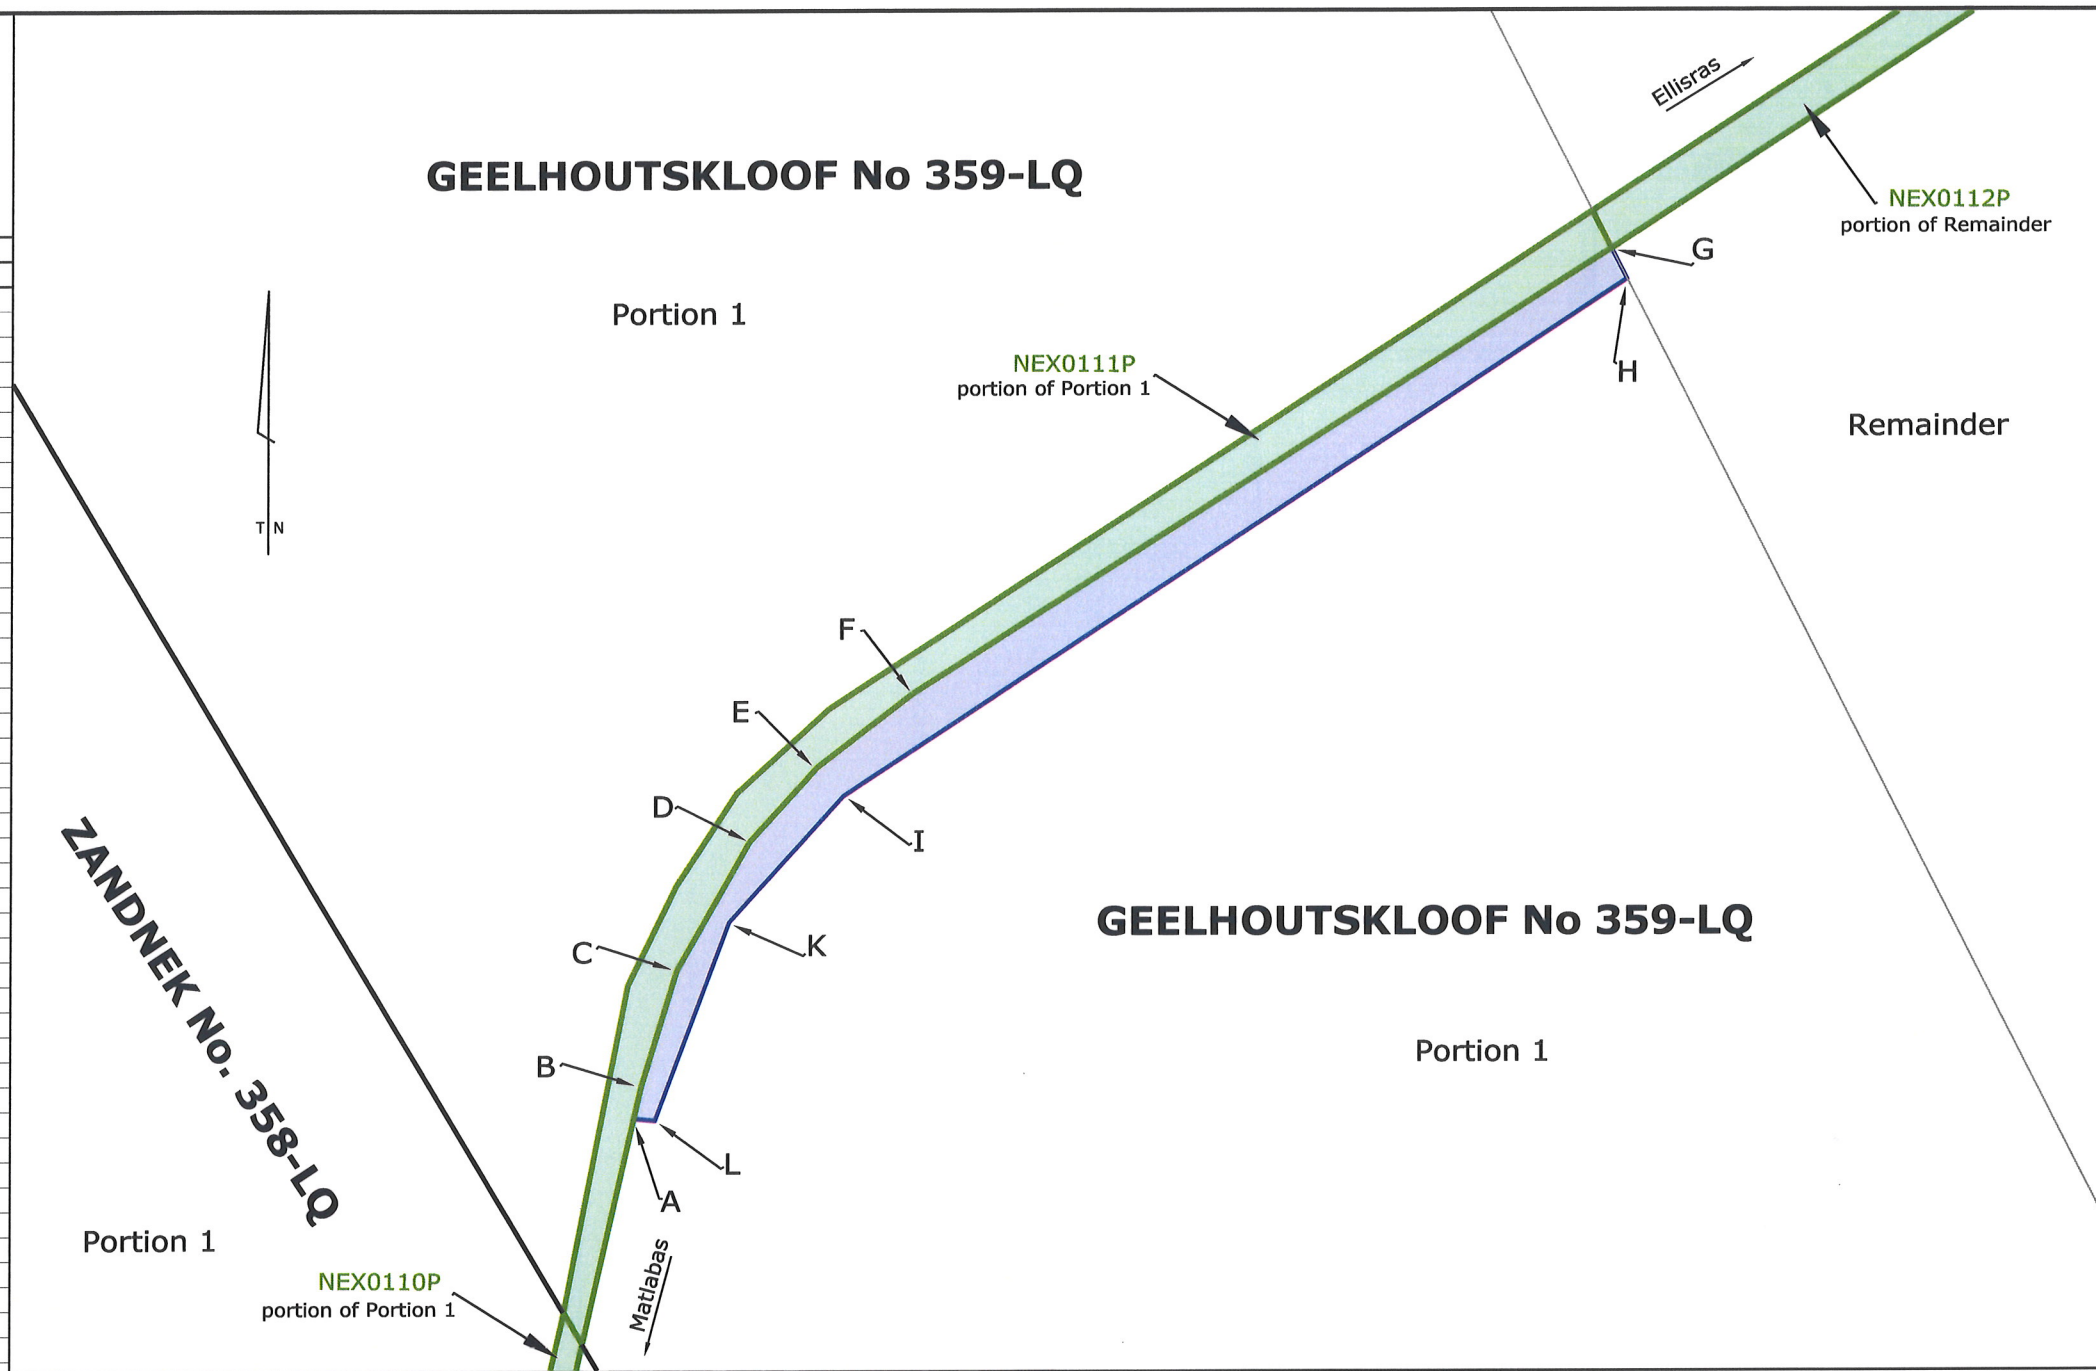 Ellisras
GEELHOUTSKLOOF No 359-LQ
NEX0112P
portion of Remainder
G
Portion 1
NEX0111P
portion of Portion 1
H
Remainder
T N
F
E
D
I
ZANDNEK No. 358-LQ
GEELHOUTSKLOOF No 359-LQ
C
K
Portion 1
B
L
A
Portion 1
Matlabas
NEX0110P
portion of Portion 1